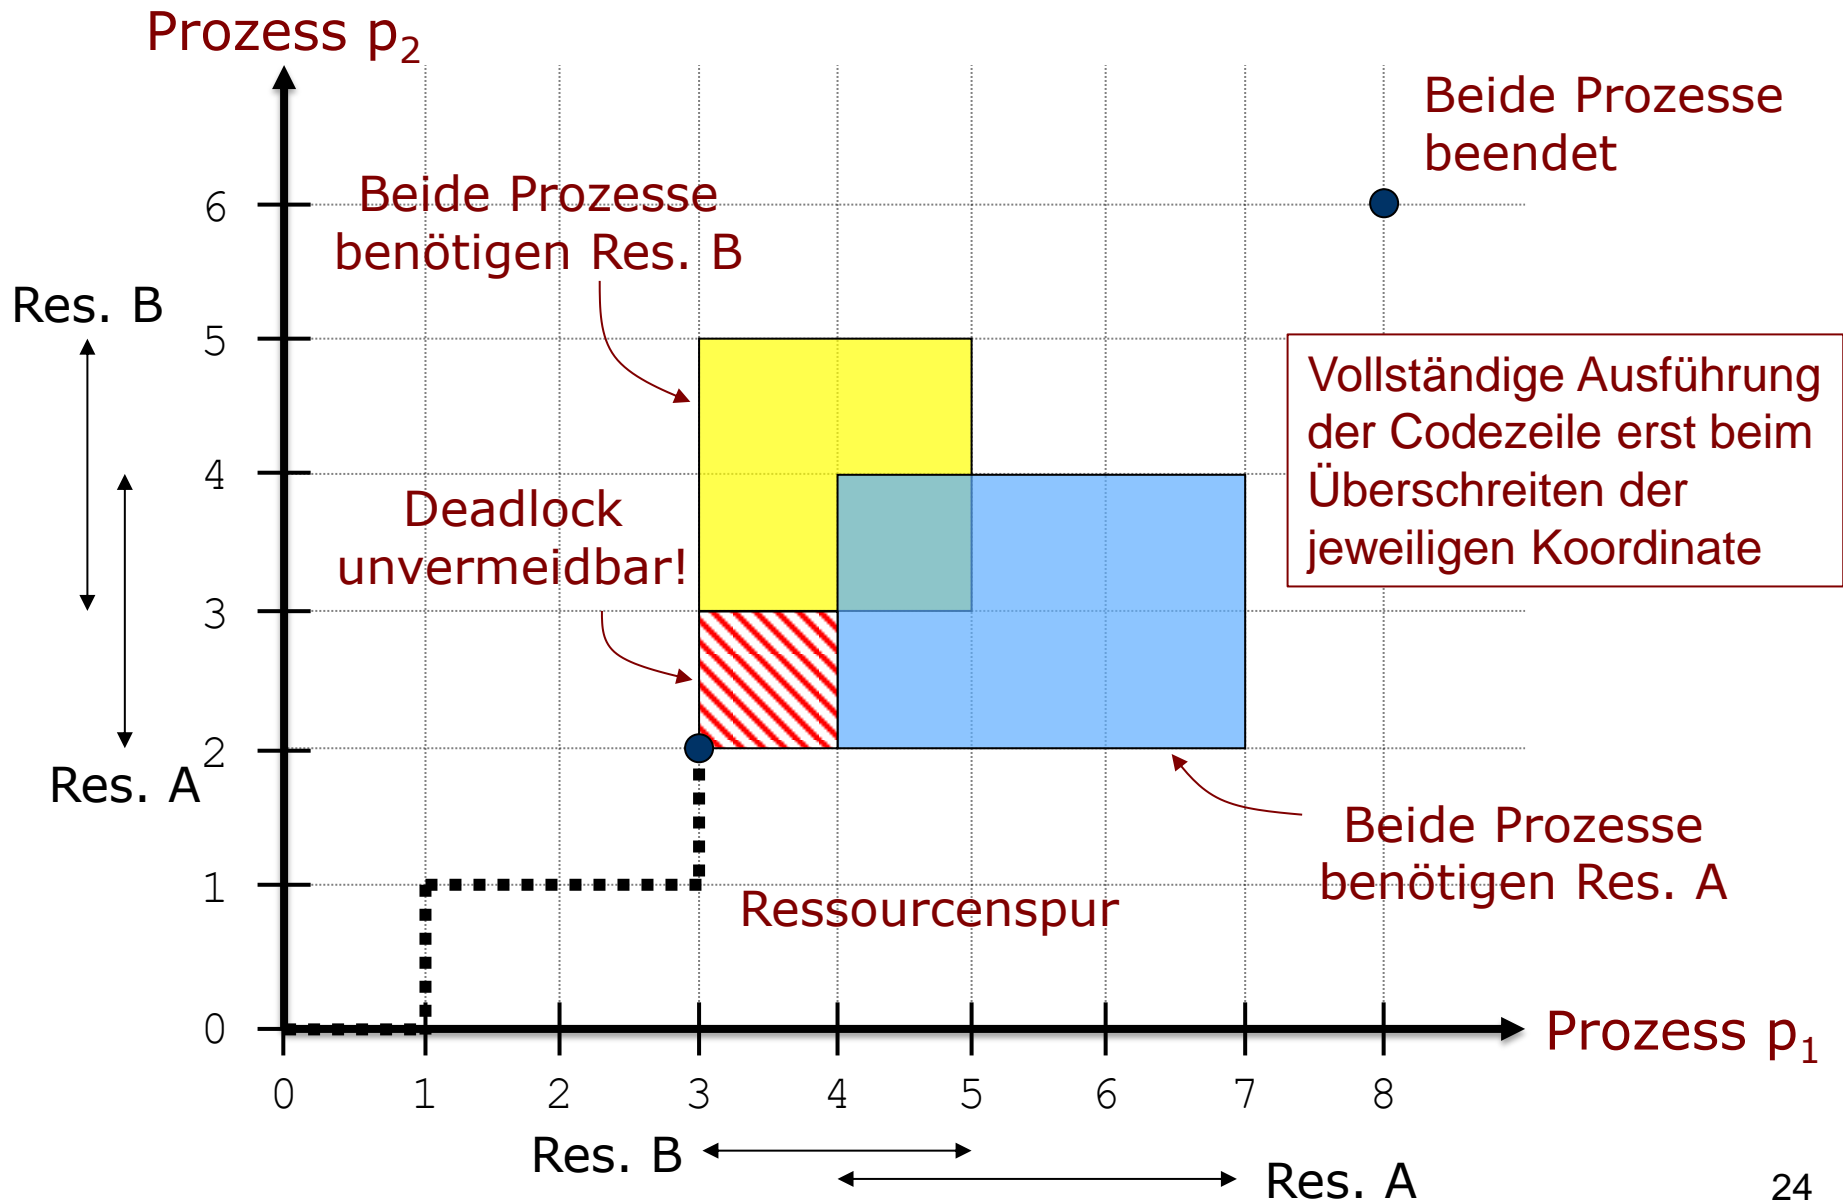 Prozess p2
Beide Prozesse
beendet
Beide Prozesse
benötigen Res. B
6
Res. B
5
Vollständige Ausführung
der Codezeile erst beim
Überschreiten der
jeweiligen Koordinate
4
Deadlock
unvermeidbar!
3
2
Res. A
Beide Prozesse
benötigen Res. A
1
Ressourcenspur
0
Prozess p1
0 1 2 3 4 5 6 7 8
Res. B
Res. A
24